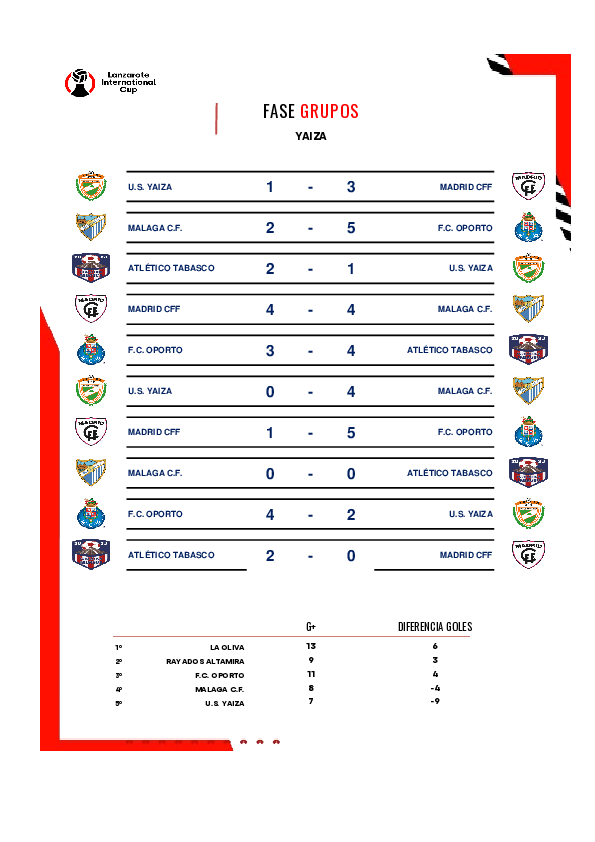 Lanzarote
International
Cup
FASE GRUPOS
YAIZA
U.S. YAIZA 1 - 3 MADRID CFF
MALAGA C.F. 2 - 5 F.C. OPORTO
ATLÉTICO TABASCO 2 - 1 U.S. YAIZA
MADRID CFF 4 - 4 MALAGA C.F.
F.C. OPORTO 3 - 4 ATLÉTICO TABASCO
U.S. YAIZA 0 - 4 MALAGA C.F.
MADRID CFF 1 - 5 F.C. OPORTO
MALAGA C.F. 0 - 0 ATLÉTICO TABASCO
F.C. OPORTO 4 - 2 U.S. YAIZA
ATLÉTICO TABASCO 2 - 0 MADRID CFF
G+ DIFERENCIA GOLES
1º LA OLIVA 13 6
2º RAYADOS ALTAMIRA 9 3
3º F.C. OPORTO 11 4
4º MALAGA C.F. 8 -4
5º U.S. YAIZA 7 -9